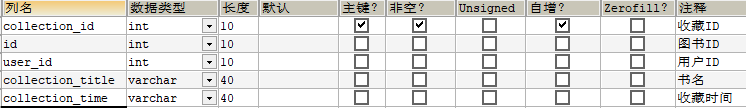 列名 数据类型 长度 默认 主键? 非空? Unsigned 自增? Zerofill? 注释
collection_id int 10 收藏ID
id int 10 图书ID
user_id int 10 用户ID
collection_title varchar 40 书名
collection_time varchar 40 收藏时间